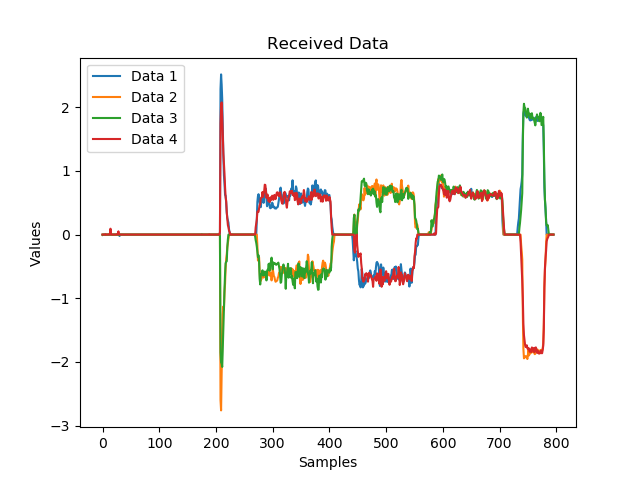 Received Data
Data 1
Data 2
Data 3
Data 4
Values
2
1
0
−1
−2
−3
0 100 200 300 400 500 600 700 800
Samples